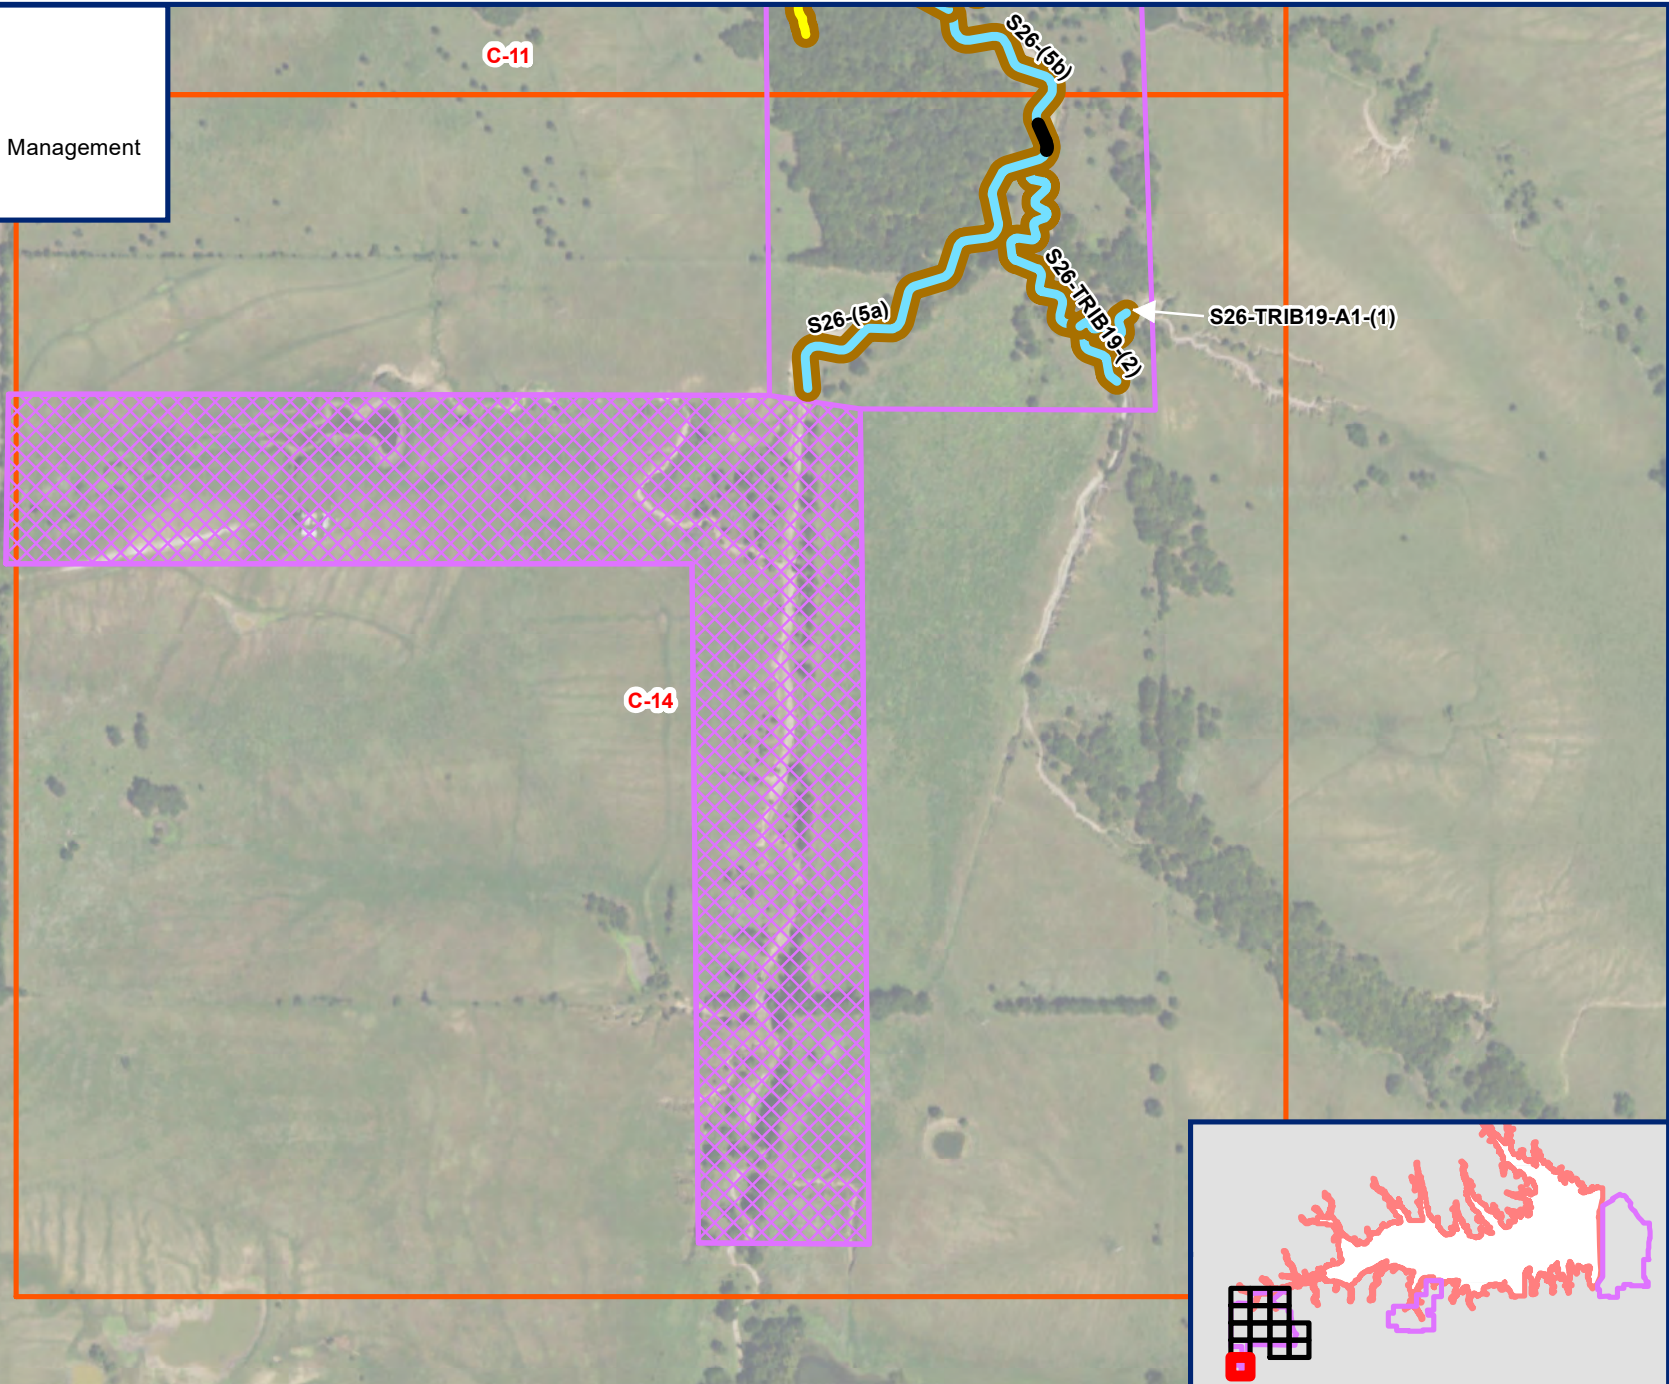 C-11
S26-(5b)
Management
S26-(5a)
S26-TRIB19-(2)
S26-TRIB19-A1-(1)
C-14